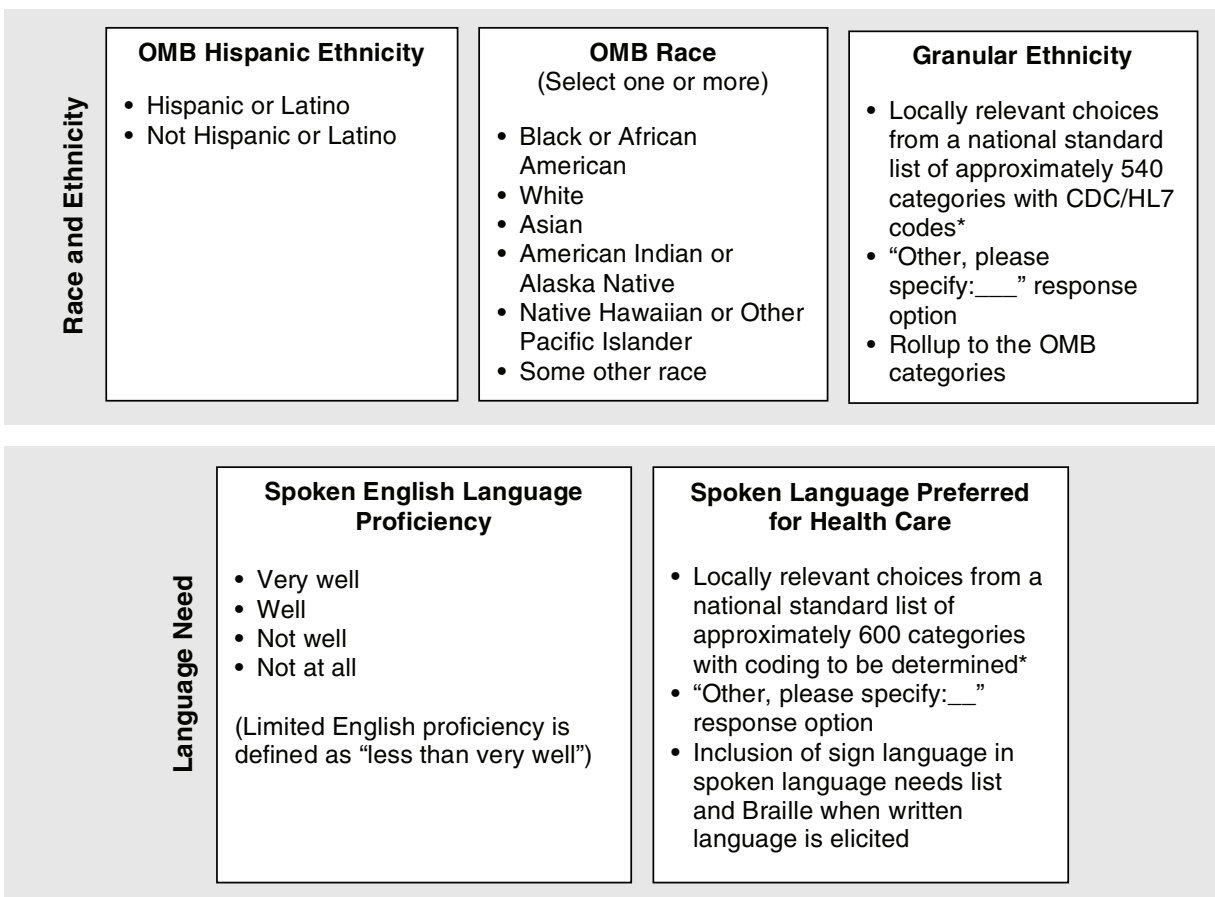 Race and Ethnicity
OMB Hispanic Ethnicity
• Hispanic or Latino
• Not Hispanic or Latino
OMB Race
(Select one or more)
• Black or African
American
• White
• Asian
• American Indian or
Alaska Native
• Native Hawaiian or Other
Pacific Islander
• Some other race
Granular Ethnicity
• Locally relevant choices
from a national standard
list of approximately 540
categories with CDC/HL7
codes*
• “Other, please
specify:___” response
option
• Rollup to the OMB
categories
Language Need
Spoken English Language
Proficiency
• Very well
• Well
• Not well
• Not at all
(Limited English proficiency is
defined as “less than very well”)
Spoken Language Preferred
for Health Care
• Locally relevant choices from a
national standard list of
approximately 600 categories
with coding to be determined*
• “Other, please specify:__”
response option
• Inclusion of sign language in
spoken language needs list
and Braille when written
language is elicited